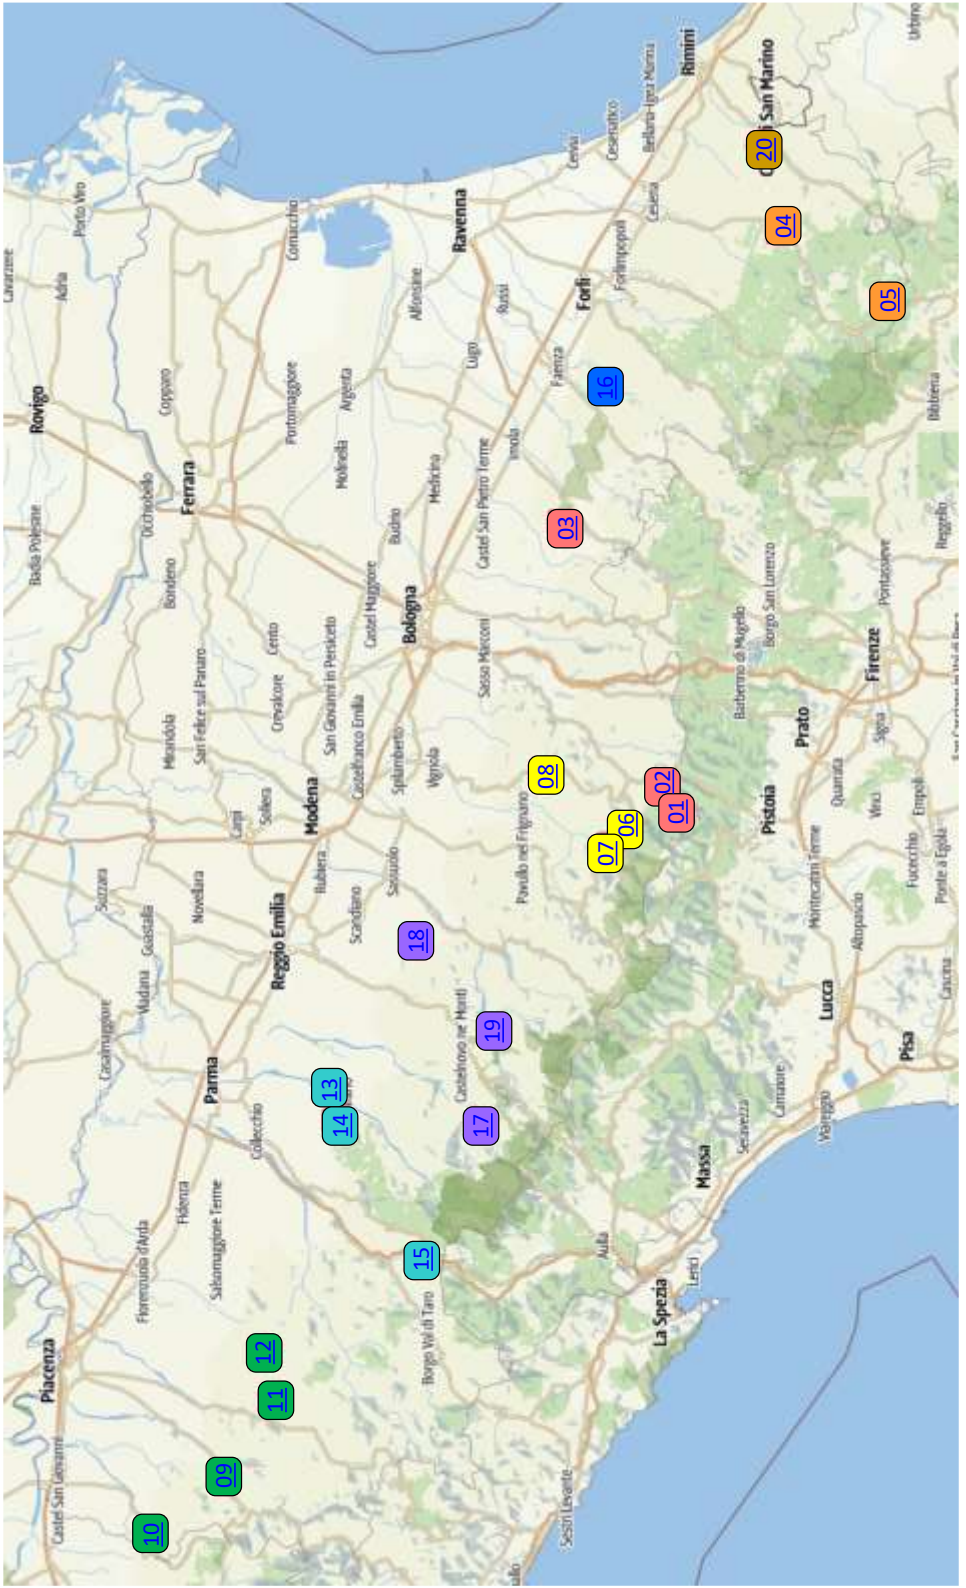 Castel San Giovanni
Piacenza
Fiorenzuola d'Arda
Fidenza
Salsomaggiore Terme
Casalmaggiore
Viadana
Guastalla
Suzzara
Novellara
Parma
Collecchio
Reggio Emilia
Rubiera
Scandiano
Sassuolo
Carpi
Soliera
Modena
Mirandola
San Felice sul Panaro
Crevalcore
Cento
San Giovanni in Persiceto
Castelfranco Emilia
Spilamberto
Vignola
Castel Maggiore
Bologna
Sasso Marconi
Badia Polesine
Rovigo
Occhiobello
Bondeno
Ferrara
Copparo
Portomaggiore
Argenta
Molinella
Budrio
Medicina
Castel San Pietro Terme
Imola
Cavarzere
Adria
Porto Viro
Comacchio
Alfonsine
Ravenna
Russi
Lugo
Faenza
Forlì
Forlimpopoli
Cesena
Cervia
Cesenatico
Bellaria-Igea Marina
Rimini
i San Marino
Urbino
10
09
11
12
15
14
13
17
19
18
07
06
08
01
02
03
16
05
04
20
Borgo Val di Taro
Castelnovo ne' Monti
Pavullo nel Frignano
Sestri Levante
La Spezia
Lerici
Aulla
Massa
Seravezza
Camaiore
Viareggio
Lucca
Pisa
Cascina
Altopascio
Montecatini Terme
Pistoia
Prato
Quarrata
Vinci
Empoli
Fucecchio
Ponte a Egola
Signa
Firenze
Barberino di Mugello
Borgo San Lorenzo
Pontassieve
Reggello
Bibbiena